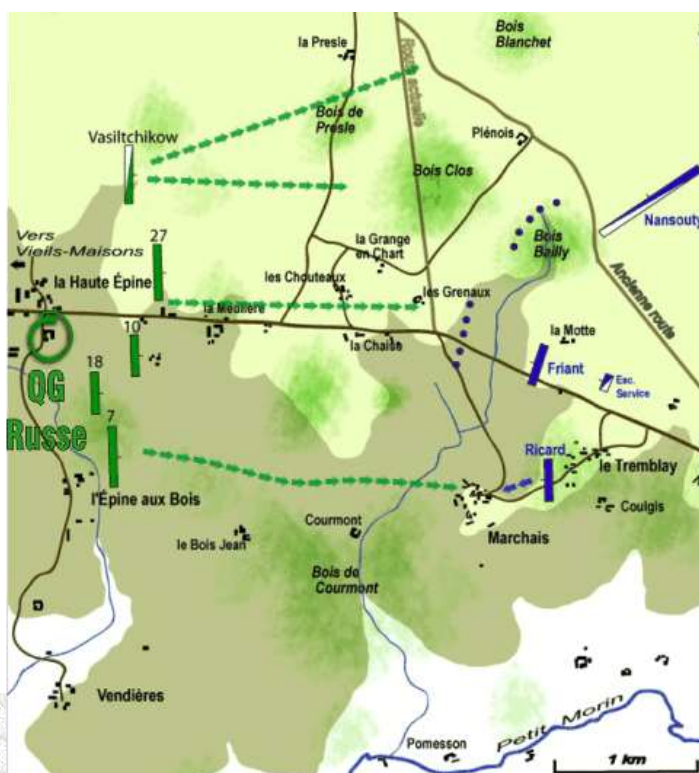 Bois
Blanchet
la Presle
Route actuelle
Bois de
Presle
Plénois
Vasiltchikow
Bois Clos
Nansouty
Vers
Vieils-Maisons
27
la Grange
en Chart
Bois
Bailly
Ancienne route
la Haute Épine
les Chouteaux
les Grenaux
la Meulière
10
la Chaise
la Motte
Friant
Esc.
Service
18
QG
Russe
7
Ricard
le Tremblay
l'Épine aux Bois
Coulgis
Courmont
Marchais
le Bois Jean
Bois de
Courmont
Vendières
Petit Morin
Pomesson
1 km